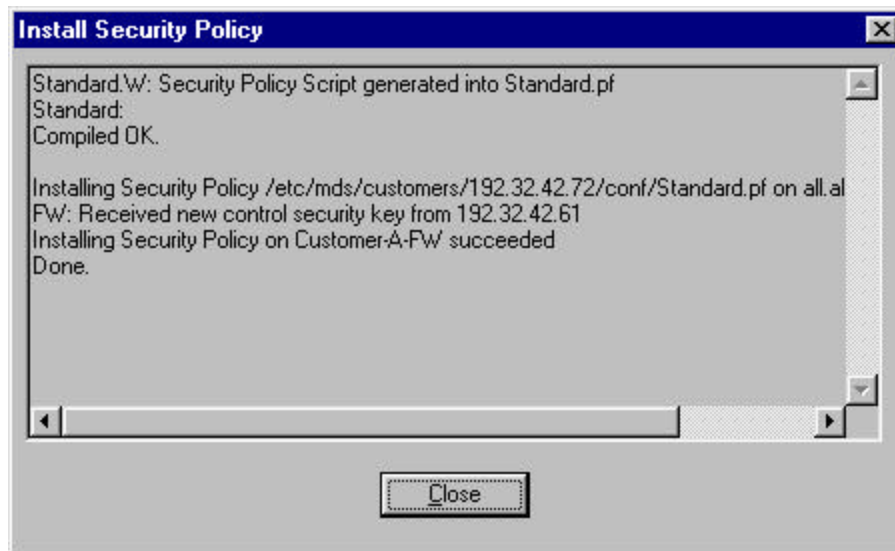 Install Security Policy
Standard.W: Security Policy Script generated into Standard.pf
Standard:
Compiled OK.
Installing Security Policy /etc/mds/customers/192.32.42.72/conf/Standard.pf on all.al
FW: Received new control security key from 192.32.42.61
Installing Security Policy on Customer-A-FW succeeded
Done.
Close